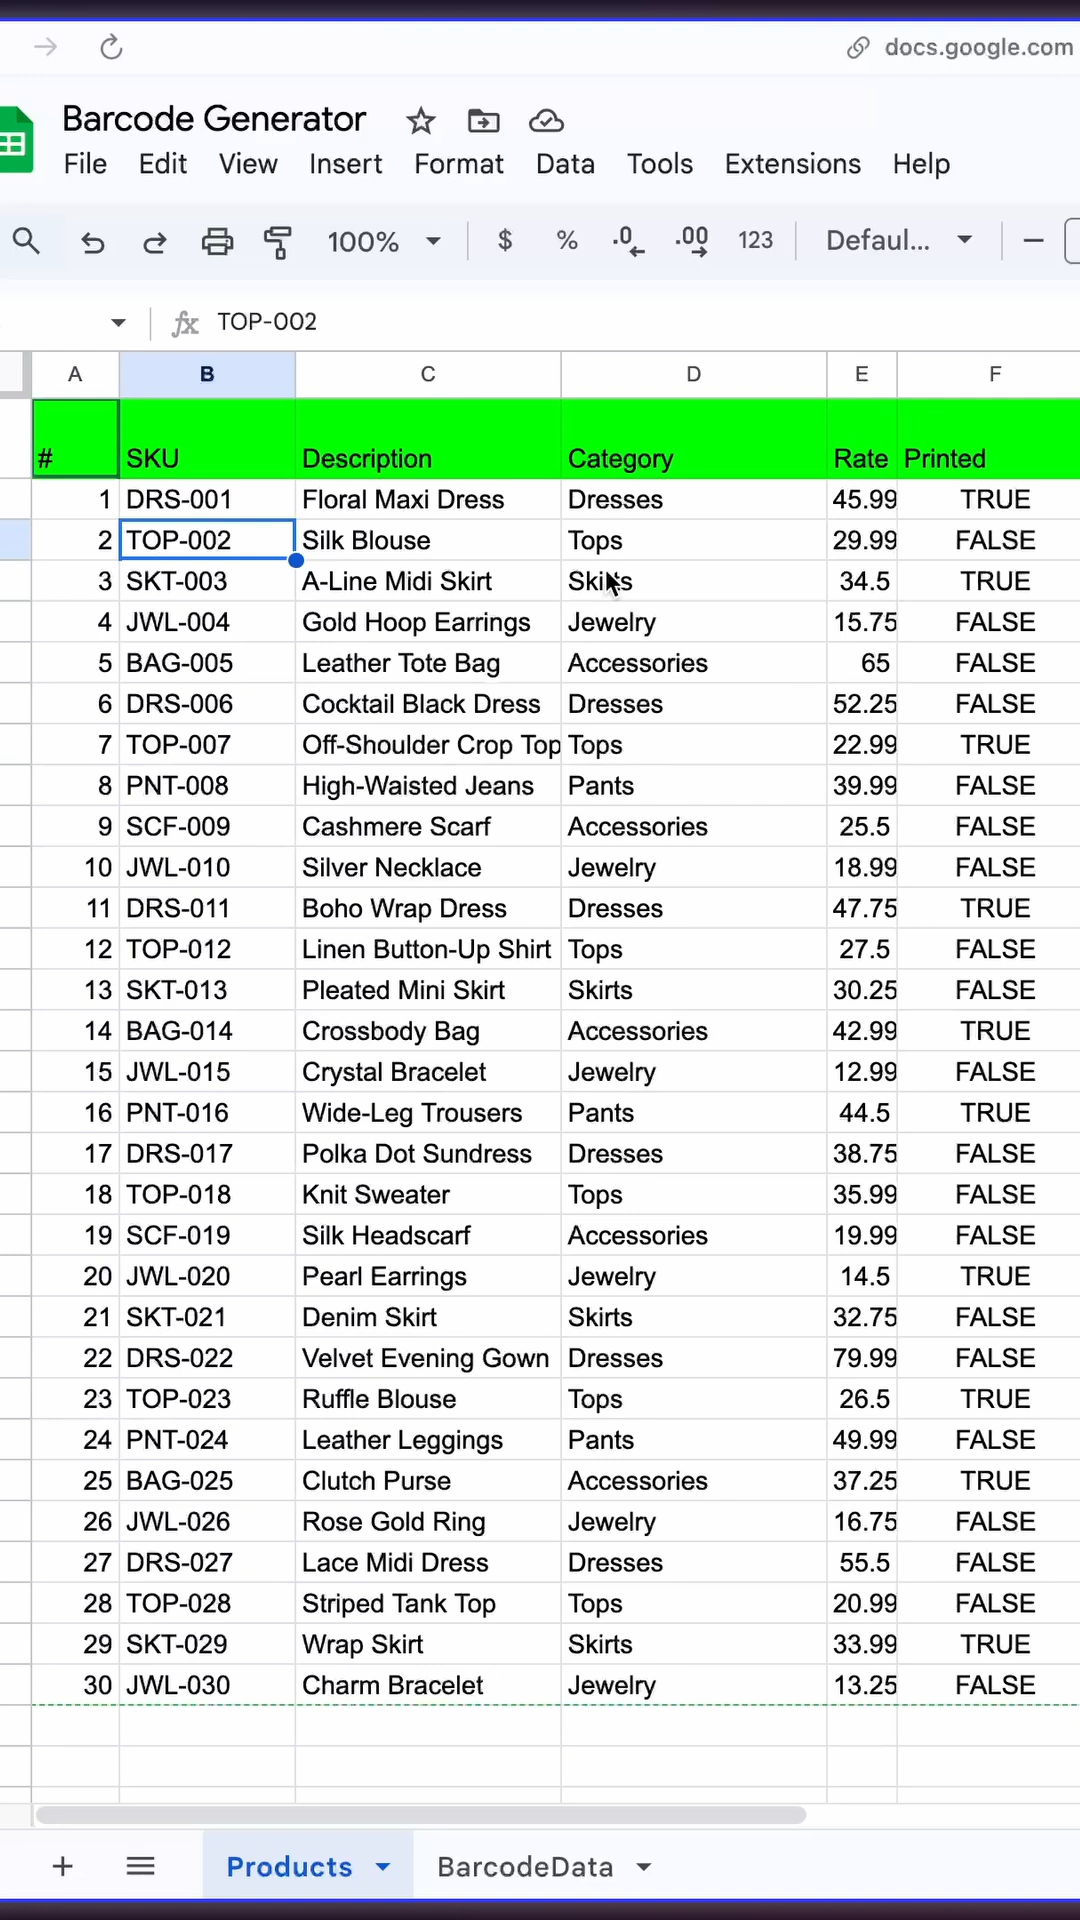 docs.google.com
Barcode Generator
File Edit View Insert Format Data Tools Extensions Help
100% $ % .0 .00 123 Defaul...
fx TOP-002
A B C D E F
# SKU Description Category Rate Printed
1 DRS-001 Floral Maxi Dress Dresses 45.99 TRUE
2 TOP-002 Silk Blouse Tops 29.99 FALSE
3 SKT-003 A-Line Midi Skirt Skirts 34.5 TRUE
4 JWL-004 Gold Hoop Earrings Jewelry 15.75 FALSE
5 BAG-005 Leather Tote Bag Accessories 65 FALSE
6 DRS-006 Cocktail Black Dress Dresses 52.25 FALSE
7 TOP-007 Off-Shoulder Crop Top Tops 22.99 TRUE
8 PNT-008 High-Waisted Jeans Pants 39.99 FALSE
9 SCF-009 Cashmere Scarf Accessories 25.5 FALSE
10 JWL-010 Silver Necklace Jewelry 18.99 FALSE
11 DRS-011 Boho Wrap Dress Dresses 47.75 TRUE
12 TOP-012 Linen Button-Up Shirt Tops 27.5 FALSE
13 SKT-013 Pleated Mini Skirt Skirts 30.25 FALSE
14 BAG-014 Crossbody Bag Accessories 42.99 TRUE
15 JWL-015 Crystal Bracelet Jewelry 12.99 FALSE
16 PNT-016 Wide-Leg Trousers Pants 44.5 TRUE
17 DRS-017 Polka Dot Sundress Dresses 38.75 FALSE
18 TOP-018 Knit Sweater Tops 35.99 FALSE
19 SCF-019 Silk Headscarf Accessories 19.99 FALSE
20 JWL-020 Pearl Earrings Jewelry 14.5 TRUE
21 SKT-021 Denim Skirt Skirts 32.75 FALSE
22 DRS-022 Velvet Evening Gown Dresses 79.99 FALSE
23 TOP-023 Ruffle Blouse Tops 26.5 TRUE
24 PNT-024 Leather Leggings Pants 49.99 FALSE
25 BAG-025 Clutch Purse Accessories 37.25 TRUE
26 JWL-026 Rose Gold Ring Jewelry 16.75 FALSE
27 DRS-027 Lace Midi Dress Dresses 55.5 FALSE
28 TOP-028 Striped Tank Top Tops 20.99 FALSE
29 SKT-029 Wrap Skirt Skirts 33.99 TRUE
30 JWL-030 Charm Bracelet Jewelry 13.25 FALSE
Products BarcodeData